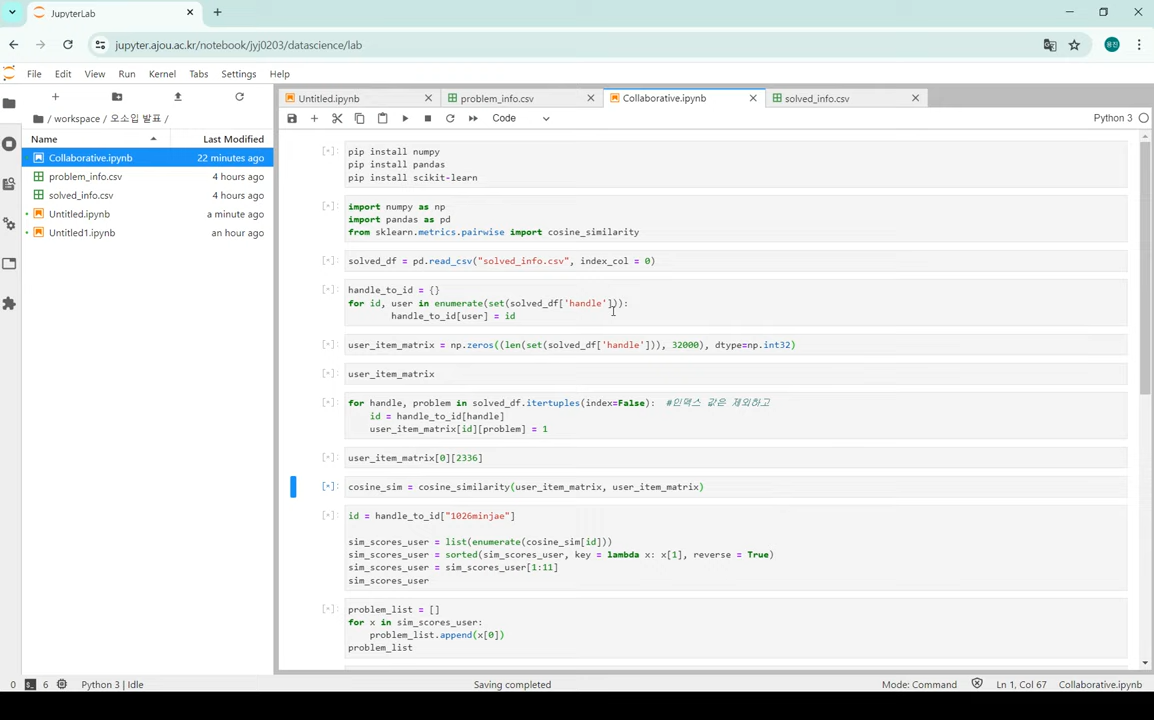 JupyterLab
jupyter.ajou.ac.kr/notebook/jyj0203/datascience/lab
용진
File Edit View Run Kernel Tabs Settings Help
Untitled.ipynb
problem_info.csv
Collaborative.ipynb
solved_info.csv
/ workspace / 오소입 발표 /
Code
Python 3
Name
Last Modified
Collaborative.ipynb 22 minutes ago
problem_info.csv 4 hours ago
solved_info.csv 4 hours ago
Untitled.ipynb a minute ago
Untitled1.ipynb an hour ago
[*]: pip install numpy
pip install pandas
pip install scikit-learn
[*]: import numpy as np
import pandas as pd
from sklearn.metrics.pairwise import cosine_similarity
[*]: solved_df = pd.read_csv("solved_info.csv", index_col = 0)
[*]: handle_to_id = {}
for id, user in enumerate(set(solved_df['handle'])):
handle_to_id[user] = id
[*]: user_item_matrix = np.zeros((len(set(solved_df['handle'])), 32000), dtype=np.int32)
[*]: user_item_matrix
[*]: for handle, problem in solved_df.itertuples(index=False): #인덱스 값은 제외하고
id = handle_to_id[handle]
user_item_matrix[id][problem] = 1
[*]: user_item_matrix[0][2336]
[*]: cosine_sim = cosine_similarity(user_item_matrix, user_item_matrix)
[*]: id = handle_to_id["1026minjae"]
sim_scores_user = list(enumerate(cosine_sim[id]))
sim_scores_user = sorted(sim_scores_user, key = lambda x: x[1], reverse = True)
sim_scores_user = sim_scores_user[1:11]
sim_scores_user
[*]: problem_list = []
for x in sim_scores_user:
problem_list.append(x[0])
problem_list
0 6 Python 3 | Idle
Saving completed
Mode: Command
Ln 1, Col 67
Collaborative.ipynb